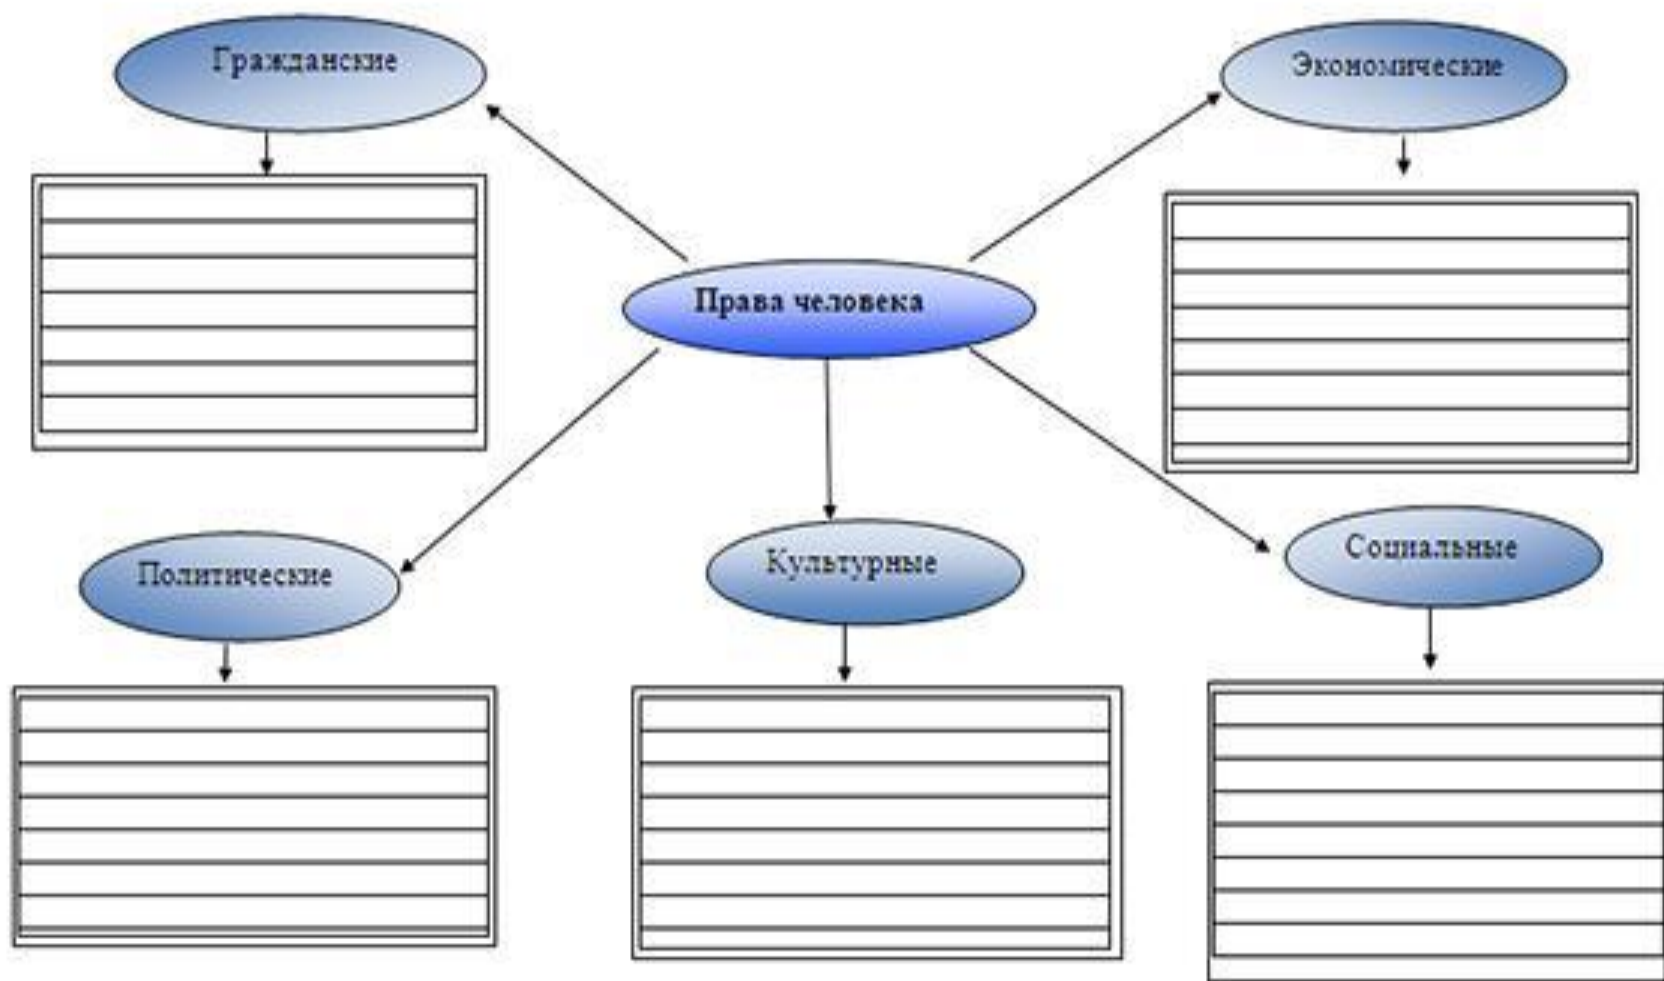 Гражданские
Экономические
Права человека
Политические
Культурные
Социальные